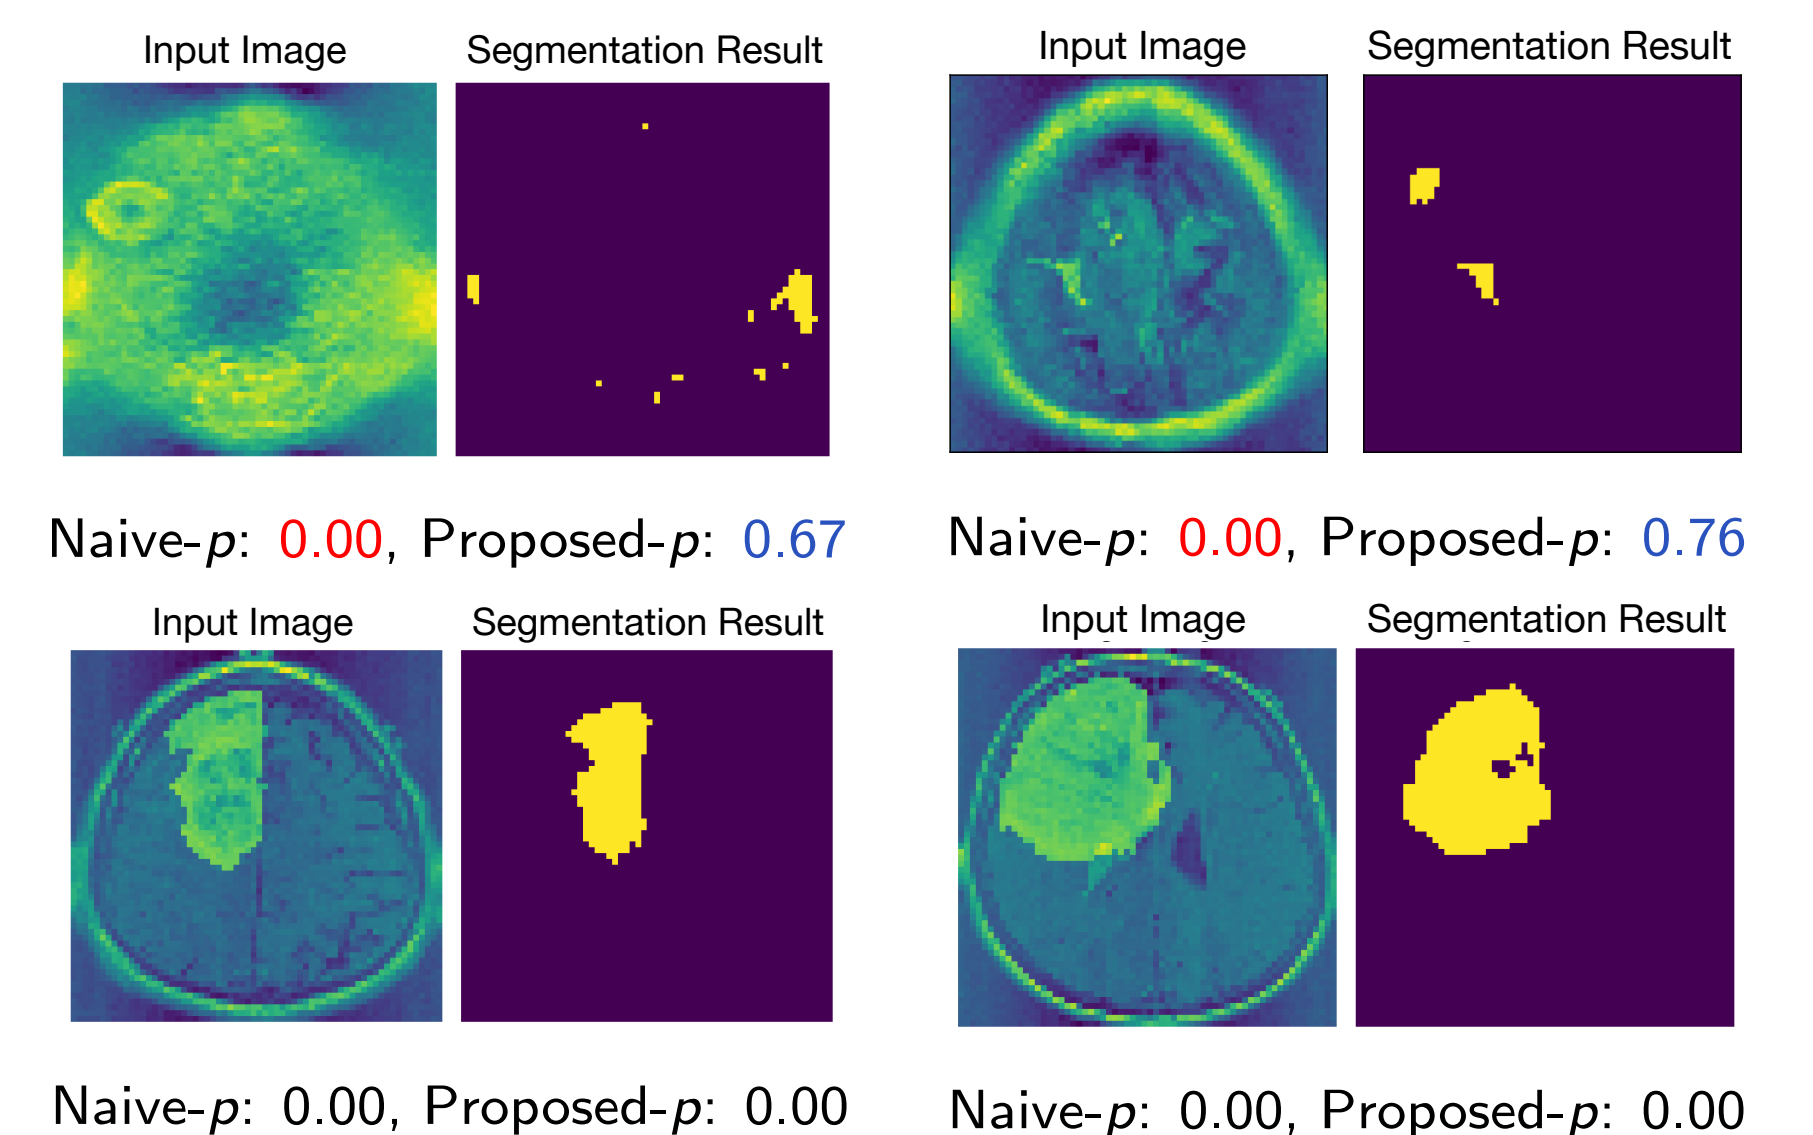 Input Image Segmentation Result
Input Image Segmentation Result
Naive-p: 0.00, Proposed-p: 0.67
Naive-p: 0.00, Proposed-p: 0.76
Input Image Segmentation Result
Input Image Segmentation Result
Naive-p: 0.00, Proposed-p: 0.00
Naive-p: 0.00, Proposed-p: 0.00